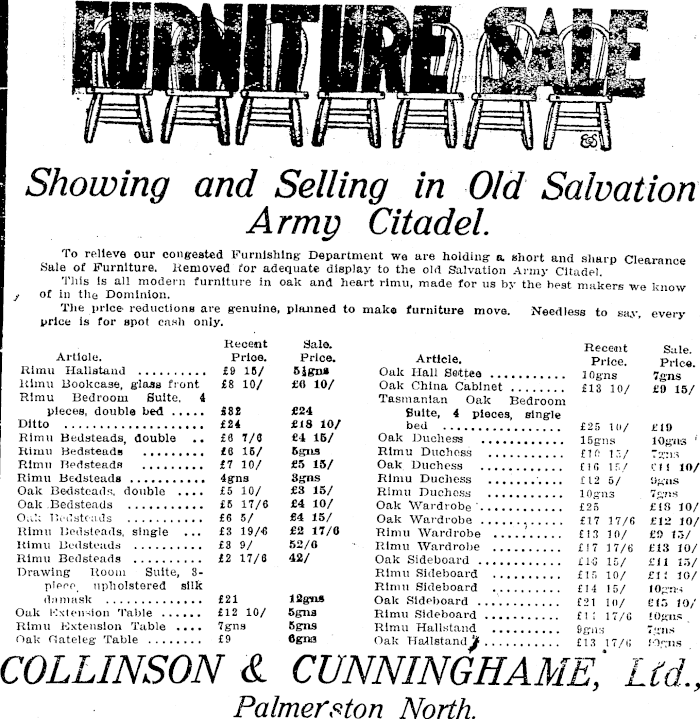 FURNITURE SALE
Showing and Selling in Old Salvation
Army Citadel.
To relieve our congested Furnishing Department we are holding a short and sharp Clearance
Sale of Furniture. Removed for adequate display to the old Salvation Army Citadel.
This is all modern furniture in oak and heart rimu, made for us by the best makers we know
of in the Dominion.
The price reductions are genuine, planned to make furniture move. Needless to say, every
price is for spot cash only.
Recent Sale.
Article. Price. Price.
Rimu Hallstand .......... £9 15/ 5½gns
Rimu Bookcase, glass front £8 10/ £6 10/
Rimu Bedroom Suite, 4
pieces, double bed ..... £32 £24
Ditto ................. £24 £18 10/
Rimu Bedsteads, double .. £6 7/6 £4 15/
Rimu Bedsteads .......... £6 15/ 5gns
Rimu Bedsteads .......... £7 10/ £5 15/
Rimu Bedsteads .......... 4gns 3gns
Oak Bedsteads, double .... £5 10/ £3 15/
Oak Bedsteads .......... £5 17/6 £4 10/
Oak Bedsteads .......... £6 5/ £4 15/
Rimu Bedsteads, single ... £3 19/6 £2 17/6
Rimu Bedsteads .......... £3 9/ 52/6
Rimu Bedsteads .......... £2 17/6 42/
Drawing Room Suite, 3-
piece, upholstered silk
damask ................ £21 12gns
Oak Extension Table ..... £12 10/ 5gns
Rimu Extension Table .... 7gns 5gns
Oak Gateleg Table ........ £9 6gns
Recent Sale.
Article. Price. Price.
Oak Hall Settee ........... 10gns 7gns
Oak China Cabinet ........ £13 10/ £9 15/
Tasmanian Oak Bedroom
Suite, 4 pieces, single
bed .................. £25 10/ £19
Oak Duchess ............ 15gns 10gns
Rimu Duchess ........... 15/ 7gns
Oak Duchess ............ £16 15/ £11 10/
Rimu Duchess ........... £12 5/ 9gns
Rimu Duchess ........... 10gns 7gns
Oak Wardrobe ........... £25 £18 10/
Oak Wardrobe ........... £17 17/6 £12 10/
Rimu Wardrobe .......... £13 10/ £9 15/
Rimu Wardrobe .......... £17 17/6 £13 10/
Oak Sideboard ........... £16 15/ £11 15/
Rimu Sideboard .......... £15 10/ £11 10/
Rimu Sideboard .......... £14 15/ 10gns
Oak Sideboard ........... £21 10/ £15 10/
Rimu Sideboard .......... 17/6 10gns
Rimu Hallstand .......... 9gns 7gns
Oak Hallstand ........... £13 17/6
COLLINSON & CUNNINGHAME, Ltd.,
Palmerston North.